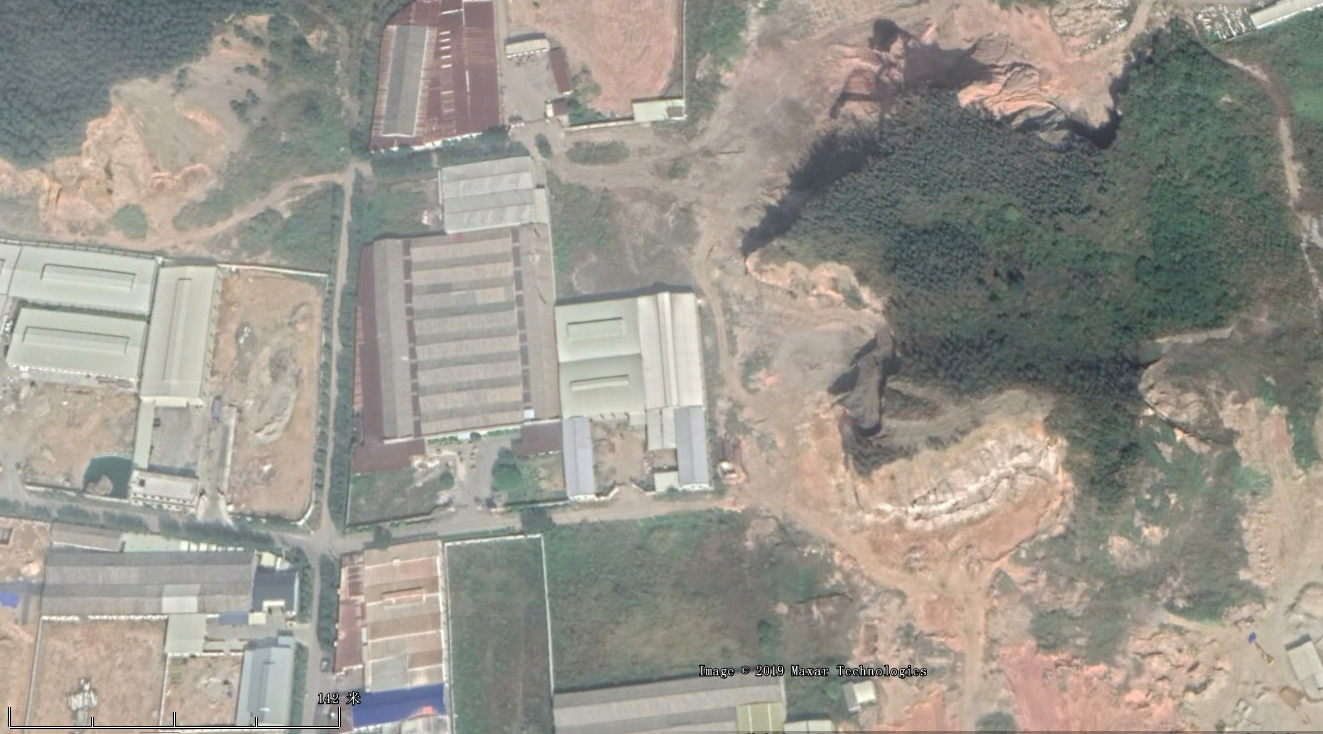 Image © 2019 Maxar Technologies
142 米